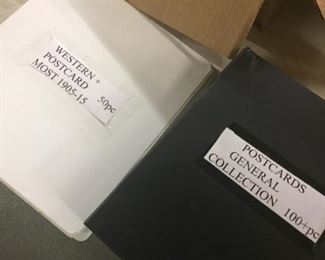 WESTERN +
POSTCARD 50pc
MOST 1905-15
POSTCARDS
GENERAL
COLLECTION 100+pc